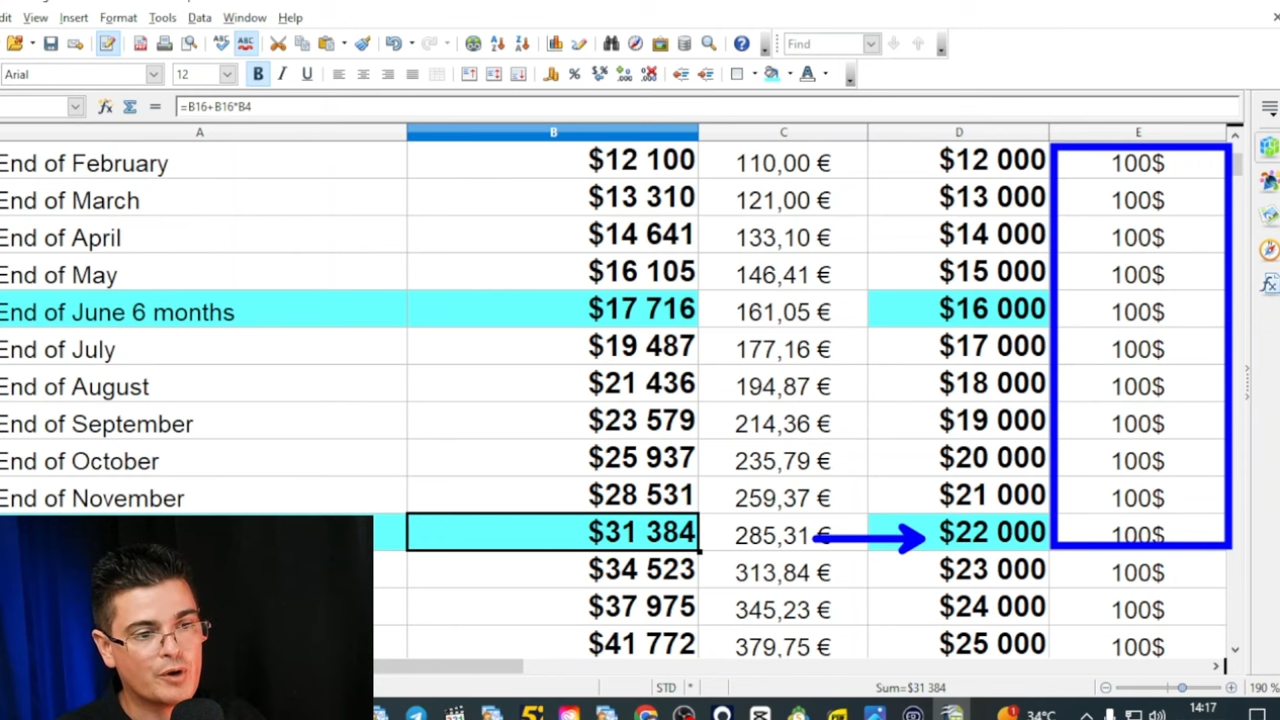 dit View Insert Format Tools Data Window Help
Find
Arial 12 B I U
=B16+B16*B4
A B C D E
End of February $12 100 110,00 € $12 000 100$
End of March $13 310 121,00 € $13 000 100$
End of April $14 641 133,10 € $14 000 100$
End of May $16 105 146,41 € $15 000 100$
End of June 6 months $17 716 161,05 € $16 000 100$
End of July $19 487 177,16 € $17 000 100$
End of August $21 436 194,87 € $18 000 100$
End of September $23 579 214,36 € $19 000 100$
End of October $25 937 235,79 € $20 000 100$
End of November $28 531 259,37 € $21 000 100$
$31 384 285,31 € $22 000 100$
$34 523 313,84 € $23 000 100$
$37 975 345,23 € $24 000 100$
$41 772 379,75 € $25 000 100$
STD * Sum=$31 384 190 %
34°C 14:17